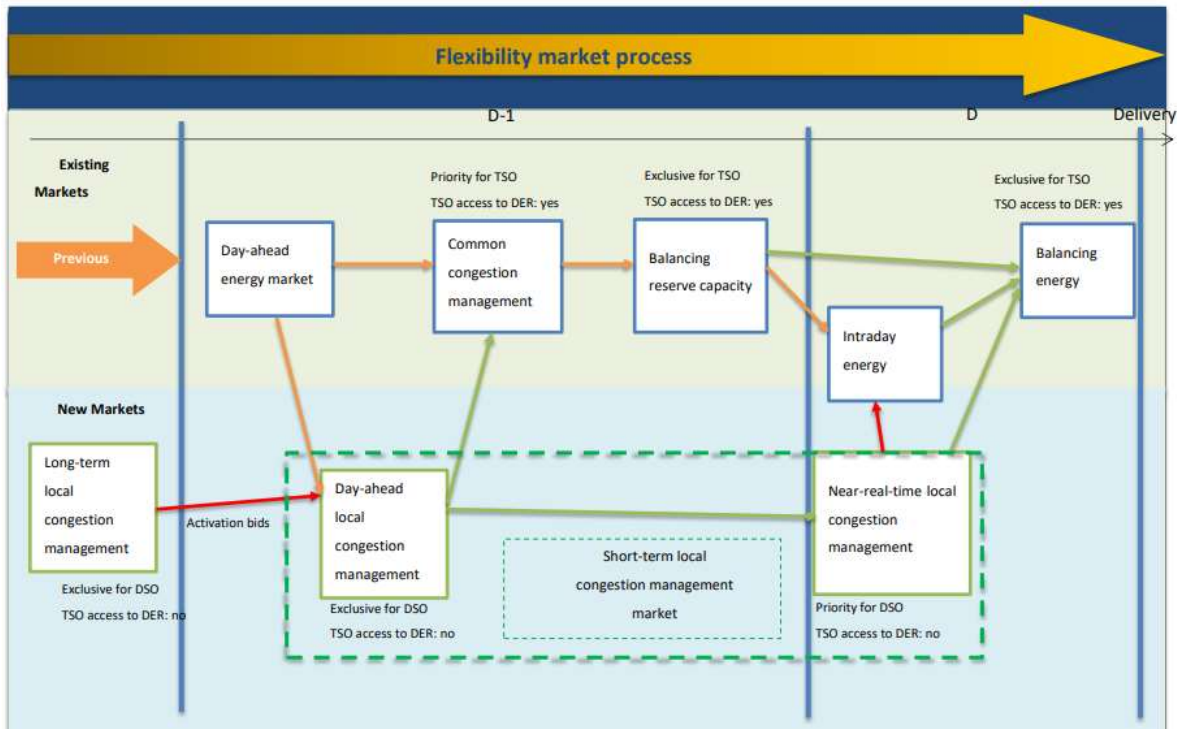 Flexibility market process
D-1
D
Delivery
Existing
Markets
Previous
Day-ahead
energy market
Priority for TSO
TSO access to DER: yes
Common
congestion
management
Exclusive for TSO
TSO access to DER: yes
Balancing
reserve capacity
Intraday
energy
Exclusive for TSO
TSO access to DER: yes
Balancing
energy
New Markets
Long-term
local
congestion
management
Exclusive for DSO
TSO access to DER: no
Activation bids
Day-ahead
local
congestion
management
Exclusive for DSO
TSO access to DER: no
Short-term local
congestion management
market
Near-real-time local
congestion
management
Priority for DSO
TSO access to DER: no